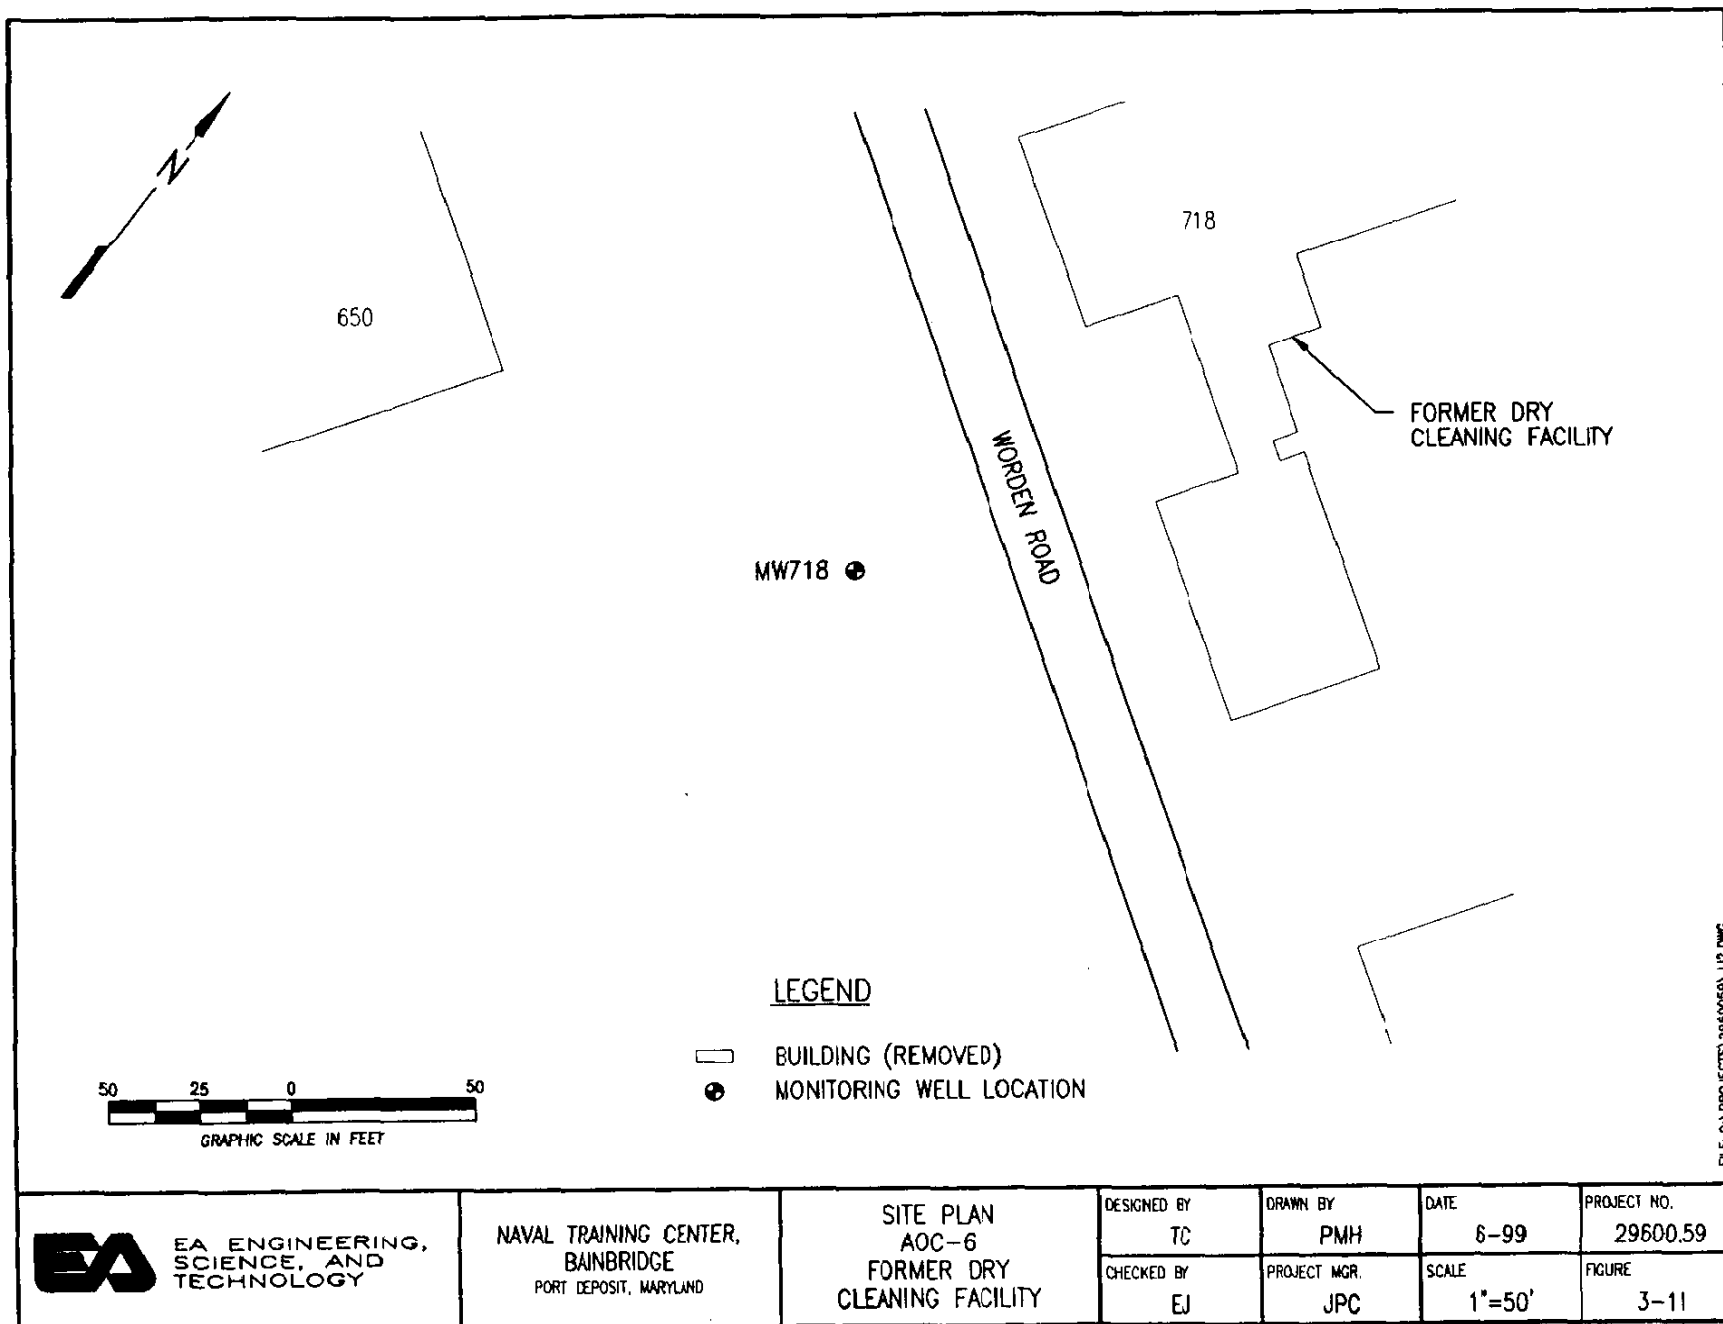 N
650
718
FORMER DRY
CLEANING FACILITY
WORDEN ROAD
MW718
LEGEND
BUILDING (REMOVED)
MONITORING WELL LOCATION
50 25 0 50
GRAPHIC SCALE IN FEET
EA
EA ENGINEERING,
SCIENCE, AND
TECHNOLOGY
NAVAL TRAINING CENTER,
BAINBRIDGE
PORT DEPOSIT, MARYLAND
SITE PLAN
AOC-6
FORMER DRY
CLEANING FACILITY
DESIGNED BY
TC
DRAWN BY
PMH
DATE
6-99
PROJECT NO.
29600.59
CHECKED BY
EJ
PROJECT MGR.
JPC
SCALE
1"=50'
FIGURE
3-11